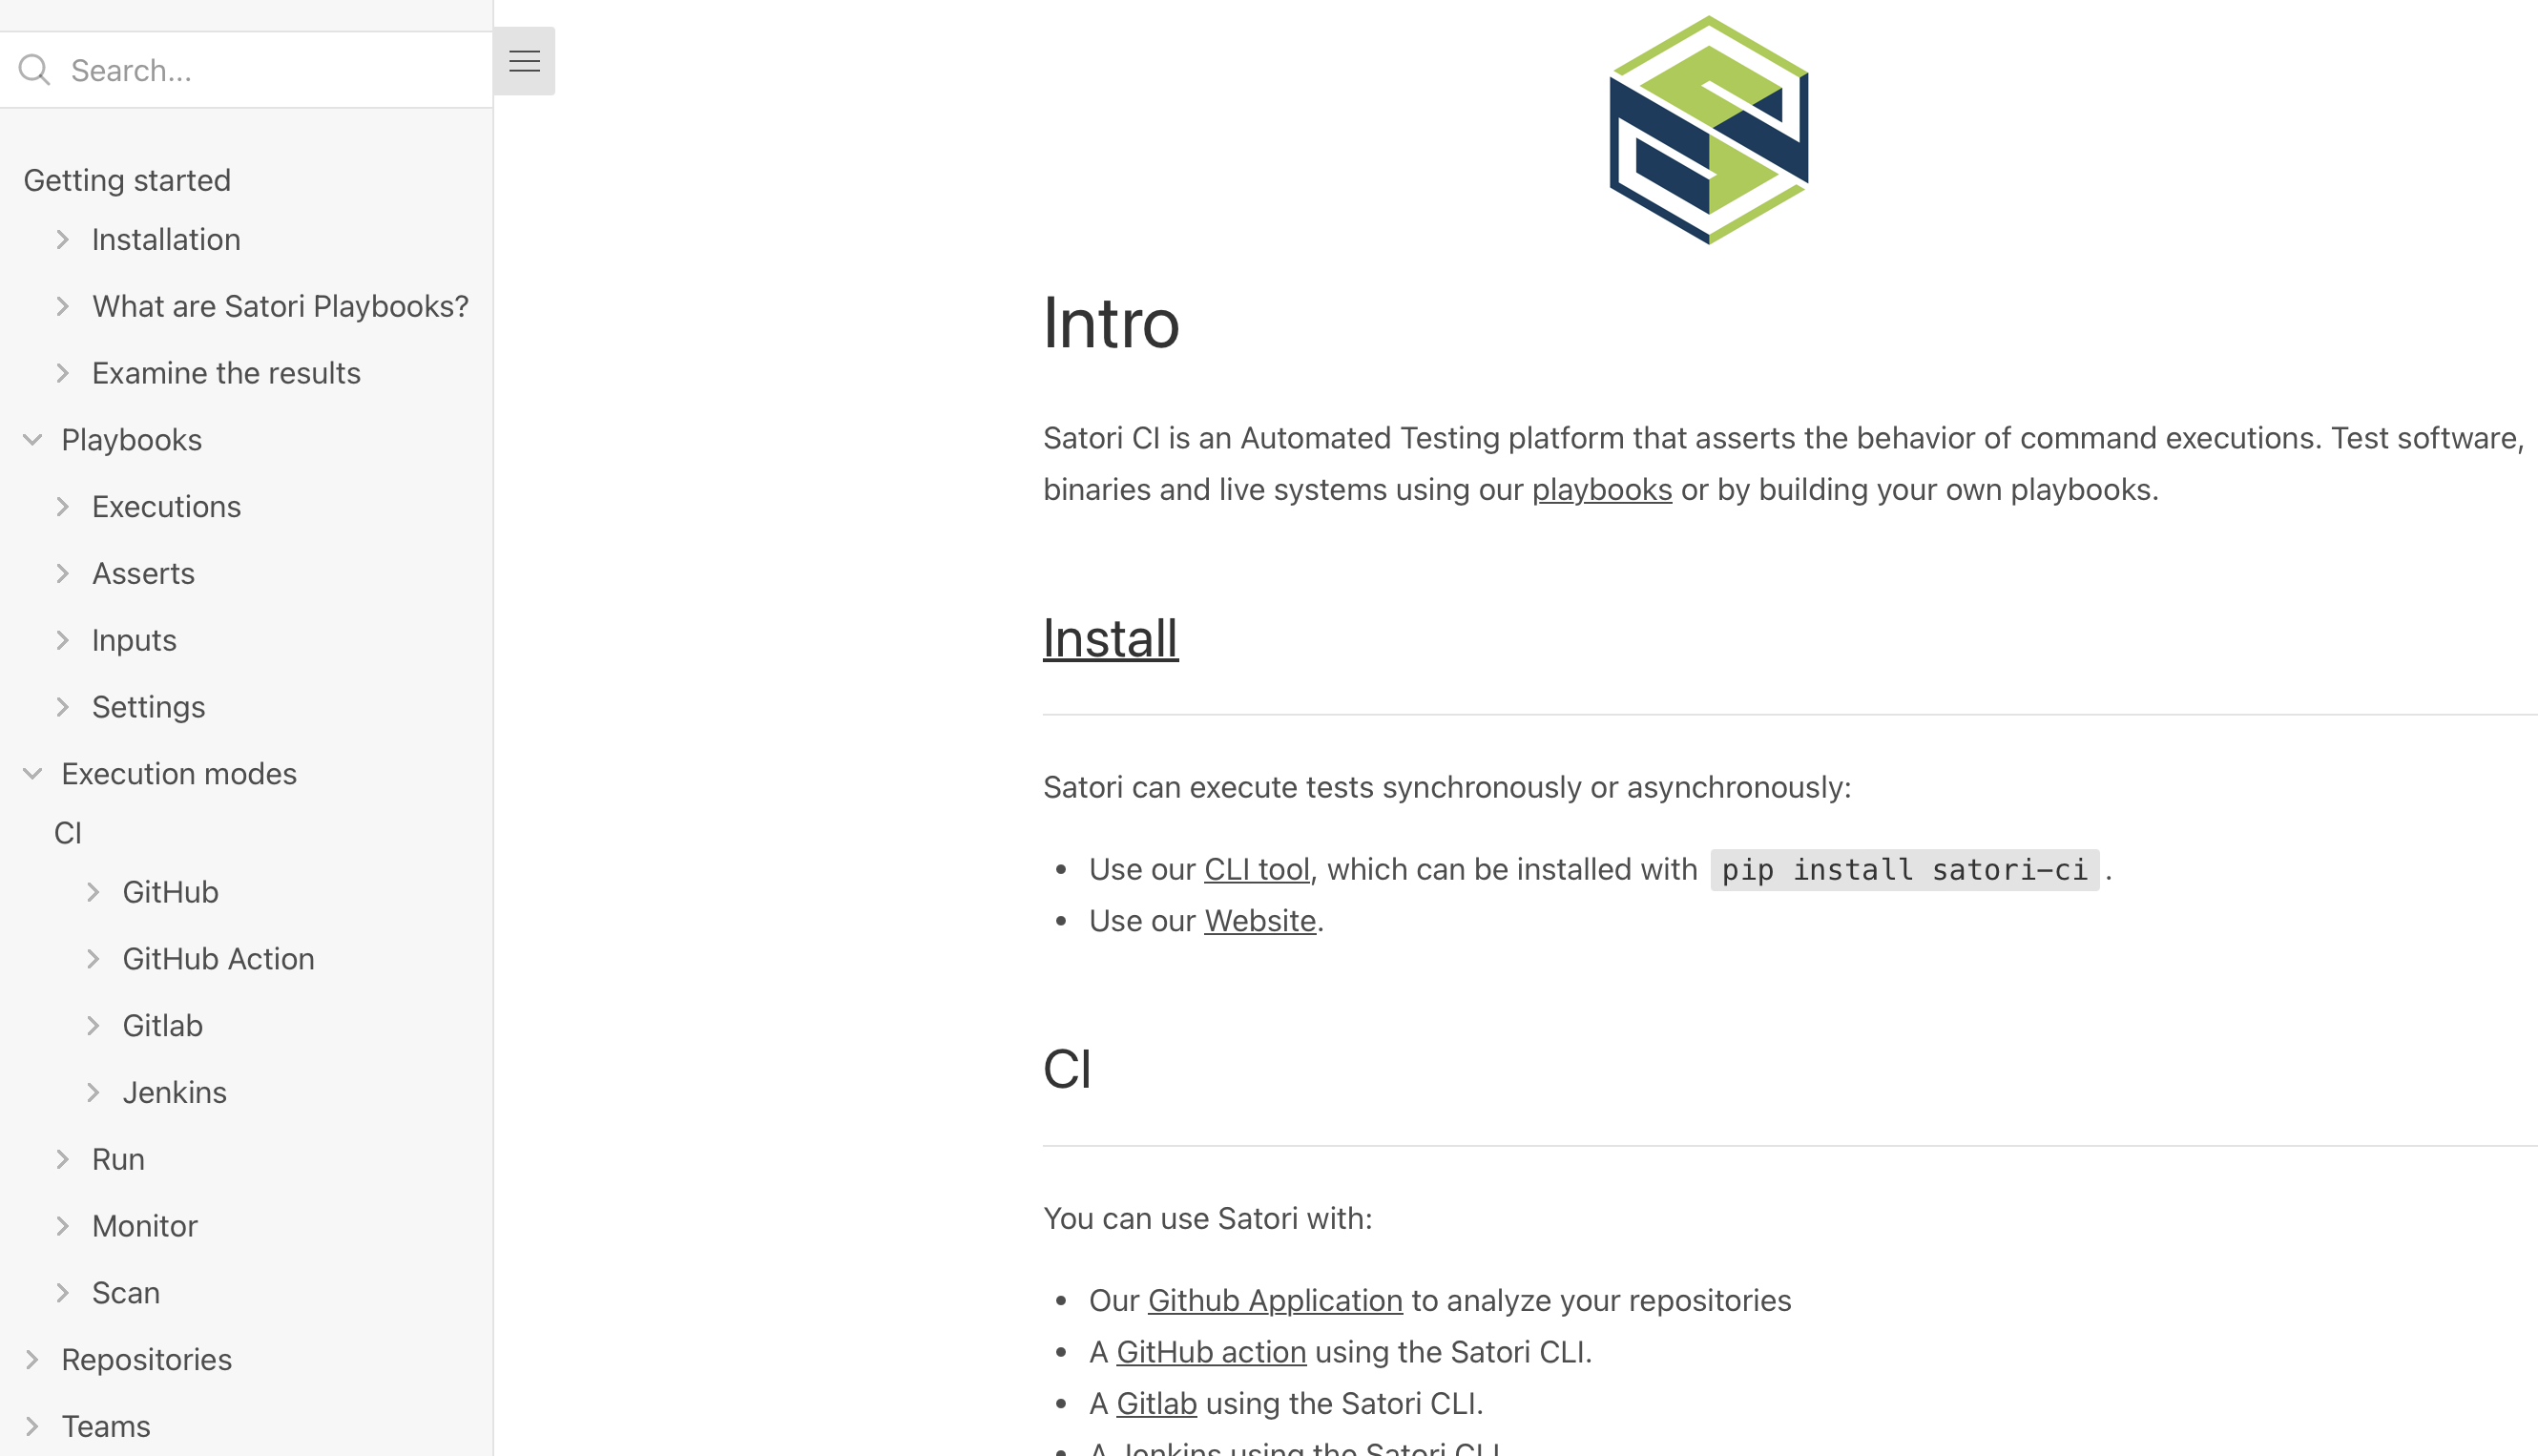 Search...
Getting started
Installation
What are Satori Playbooks?
Examine the results
Playbooks
Executions
Asserts
Inputs
Settings
Execution modes
CI
GitHub
GitHub Action
Gitlab
Jenkins
Run
Monitor
Scan
Repositories
Teams
Intro
Satori CI is an Automated Testing platform that asserts the behavior of command executions. Test software,
binaries and live systems using our playbooks or by building your own playbooks.
Install
Satori can execute tests synchronously or asynchronously:
Use our CLI tool, which can be installed with pip install satori-ci.
Use our Website.
CI
You can use Satori with:
Our Github Application to analyze your repositories
A GitHub action using the Satori CLI.
A Gitlab using the Satori CLI.
A Jenkins using the Satori CLI